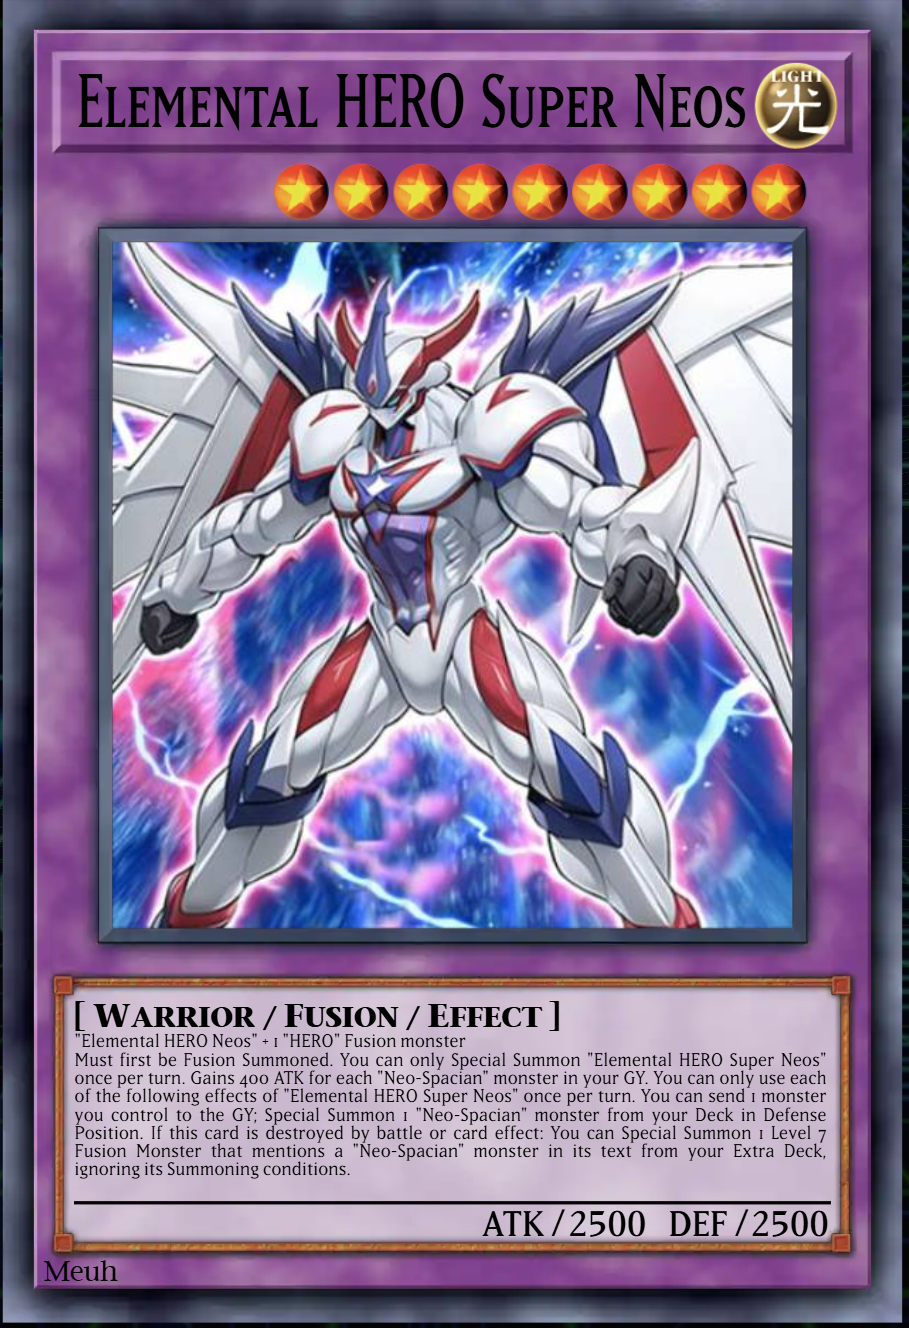 Elemental HERO Super Neos
LIGHT
光
[ Warrior / Fusion / Effect ]
"Elemental HERO Neos" + 1 "HERO" Fusion monster
Must first be Fusion Summoned. You can only Special Summon "Elemental HERO Super Neos"
once per turn. Gains 400 ATK for each "Neo-Spacian" monster in your GY. You can only use each
of the following effects of "Elemental HERO Super Neos" once per turn. You can send 1 monster
you control to the GY; Special Summon 1 "Neo-Spacian" monster from your Deck in Defense
Position. If this card is destroyed by battle or card effect: You can Special Summon 1 Level 7
Fusion Monster that mentions a "Neo-Spacian" monster in its text from your Extra Deck,
ignoring its Summoning conditions.
ATK / 2500 DEF / 2500
Meuh